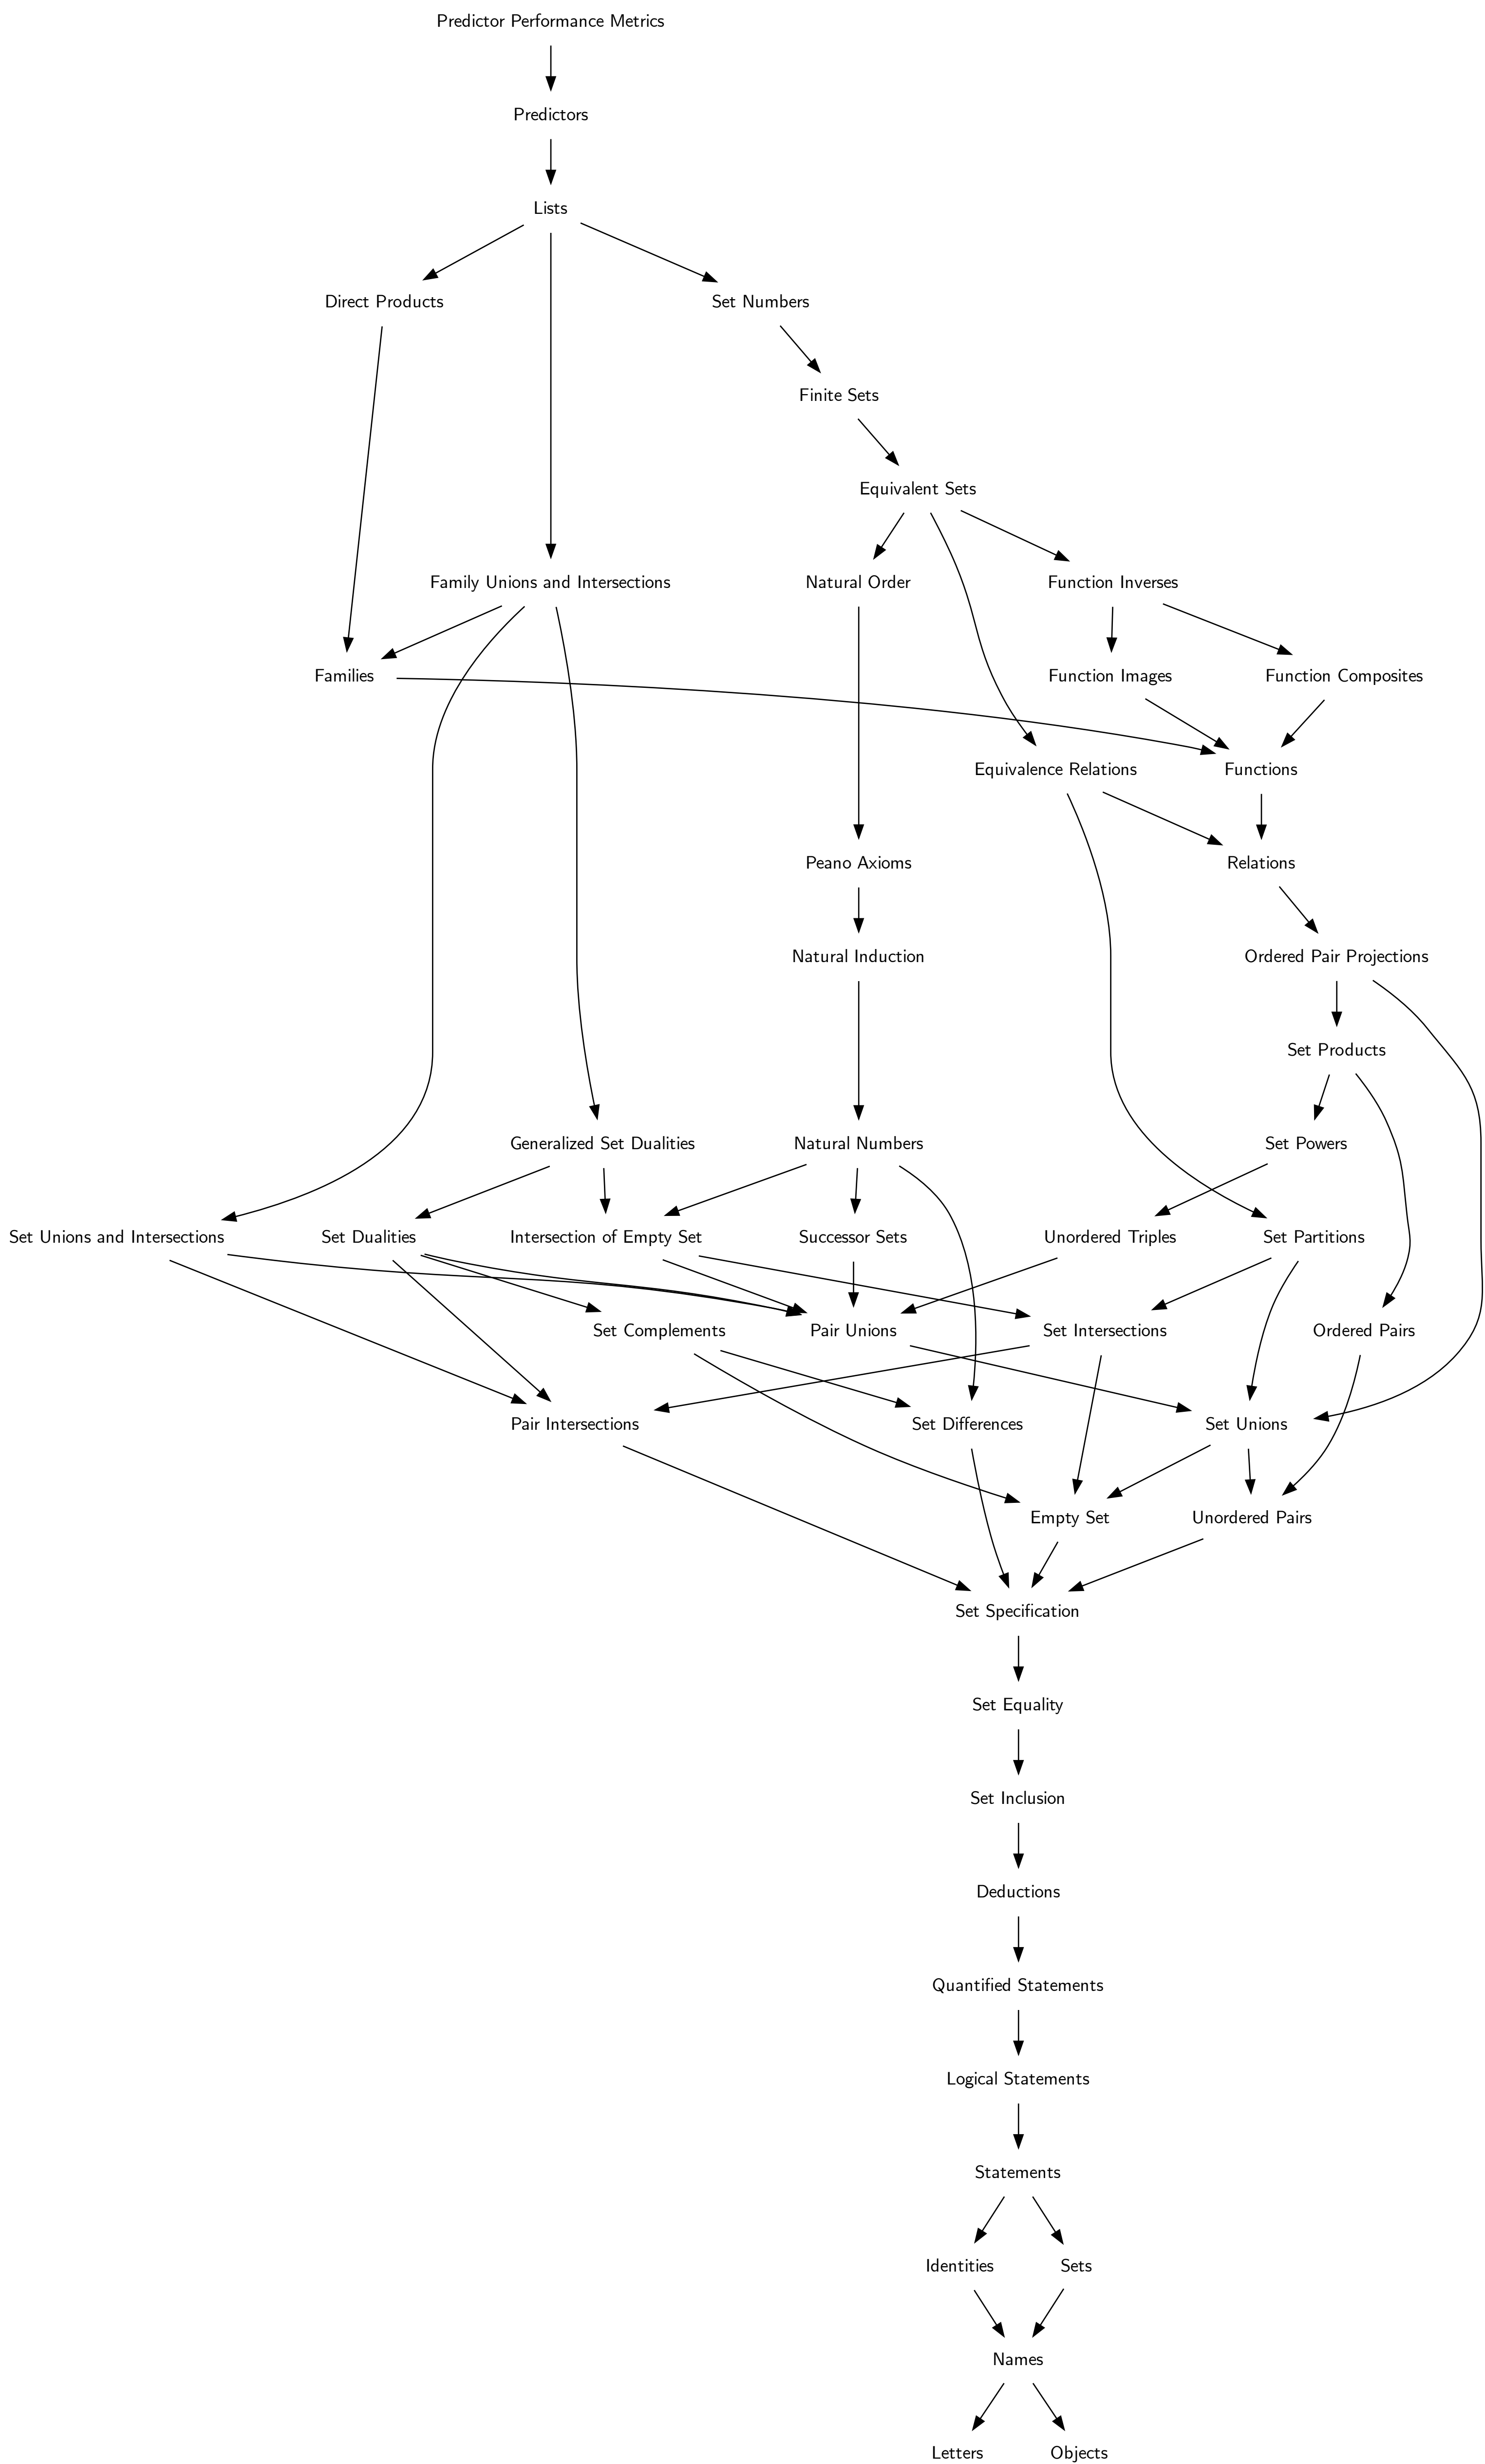 Predictor Performance Metrics
Predictors
Lists
Direct Products
Set Numbers
Finite Sets
Equivalent Sets
Family Unions and Intersections
Natural Order
Function Inverses
Families
Function Images
Function Composites
Equivalence Relations
Functions
Peano Axioms
Relations
Natural Induction
Ordered Pair Projections
Set Products
Generalized Set Dualities
Natural Numbers
Set Powers
Set Unions and Intersections
Set Dualities
Intersection of Empty Set
Successor Sets
Unordered Triples
Set Partitions
Set Complements
Pair Unions
Set Intersections
Ordered Pairs
Pair Intersections
Set Differences
Set Unions
Empty Set
Unordered Pairs
Set Specification
Set Equality
Set Inclusion
Deductions
Quantified Statements
Logical Statements
Statements
Identities
Sets
Names
Letters
Objects